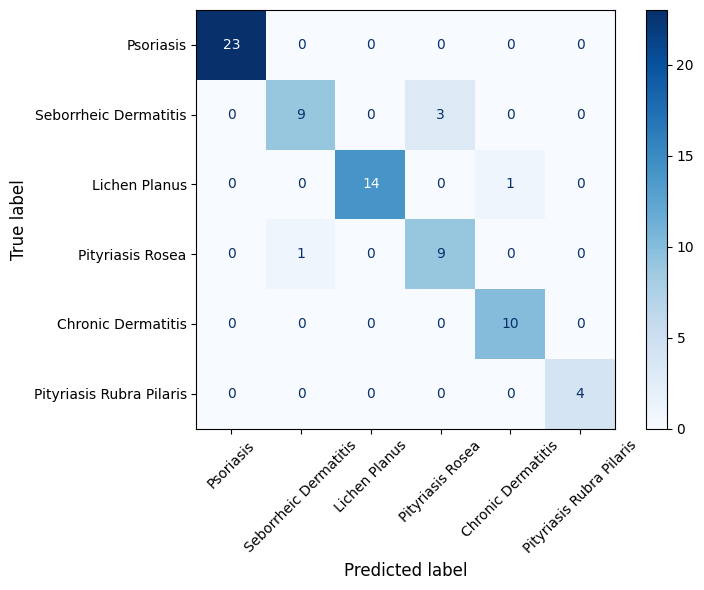 Psoriasis 23 0 0 0 0 0
Seborrheic Dermatitis 0 9 0 3 0 0
Lichen Planus 0 0 14 0 1 0
Pityriasis Rosea 0 1 0 9 0 0
Chronic Dermatitis 0 0 0 0 10 0
Pityriasis Rubra Pilaris 0 0 0 0 0 4
True label
Psoriasis
Seborrheic Dermatitis
Lichen Planus
Pityriasis Rosea
Chronic Dermatitis
Pityriasis Rubra Pilaris
Predicted label
20
15
10
5
0